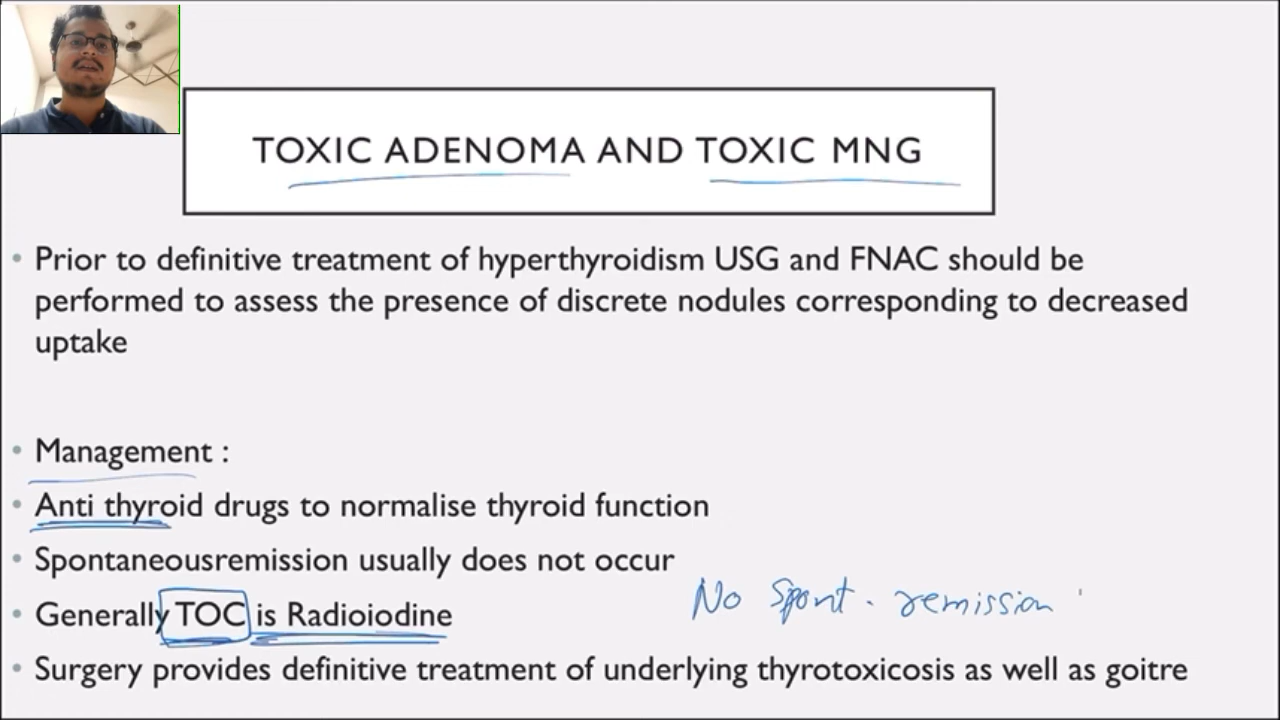 TOXIC ADENOMA AND TOXIC MNG
• Prior to definitive treatment of hyperthyroidism USG and FNAC should be
performed to assess the presence of discrete nodules corresponding to decreased
uptake
• Management :
• Anti thyroid drugs to normalise thyroid function
• Spontaneousremission usually does not occur
• Generally TOC is Radioiodine
No Spont. remission
• Surgery provides definitive treatment of underlying thyrotoxicosis as well as goitre